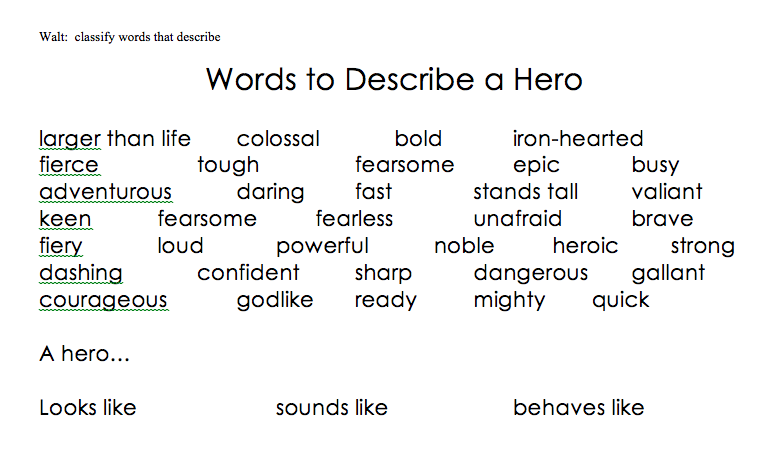 Walt: classify words that describe
Words to Describe a Hero
larger than life colossal bold iron-hearted
fierce tough fearsome epic busy
adventurous daring fast stands tall valiant
keen fearsome fearless unafraid brave
fiery loud powerful noble heroic strong
dashing confident sharp dangerous gallant
courageous godlike ready mighty quick
A hero...
Looks like sounds like behaves like